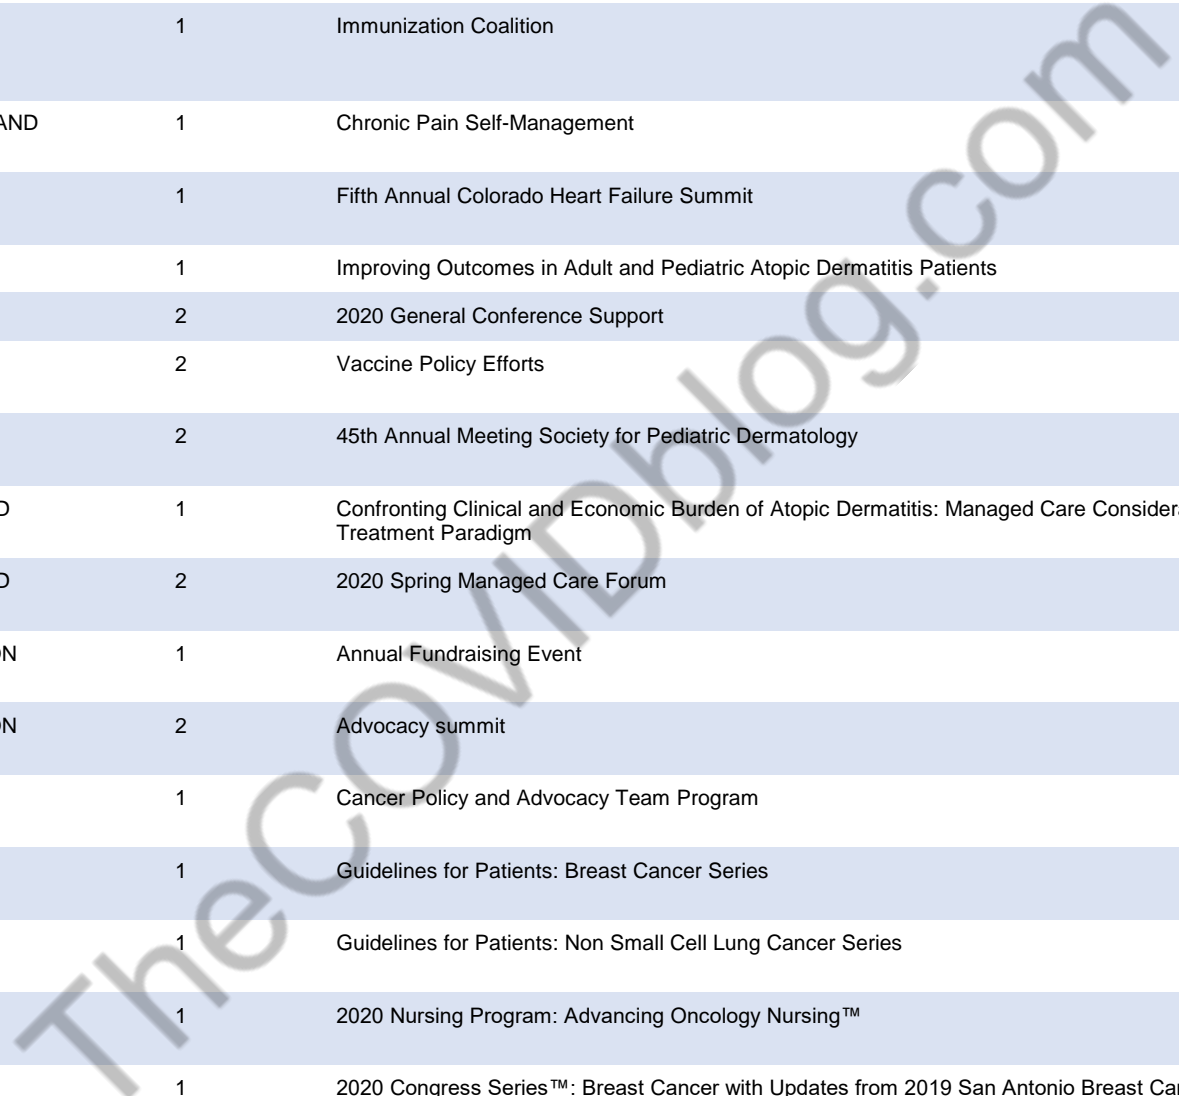 1 Immunization Coalition
AND 1 Chronic Pain Self-Management
1 Fifth Annual Colorado Heart Failure Summit
1 Improving Outcomes in Adult and Pediatric Atopic Dermatitis Patients
2 2020 General Conference Support
2 Vaccine Policy Efforts
2 45th Annual Meeting Society for Pediatric Dermatology
D 1 Confronting Clinical and Economic Burden of Atopic Dermatitis: Managed Care Considera
Treatment Paradigm
D 2 2020 Spring Managed Care Forum
ON 1 Annual Fundraising Event
ON 2 Advocacy summit
1 Cancer Policy and Advocacy Team Program
1 Guidelines for Patients: Breast Cancer Series
1 Guidelines for Patients: Non Small Cell Lung Cancer Series
1 2020 Nursing Program: Advancing Oncology Nursing™
1 2020 Congress Series™: Breast Cancer with Updates from 2019 San Antonio Breast Can
TheCOVIDblog.com